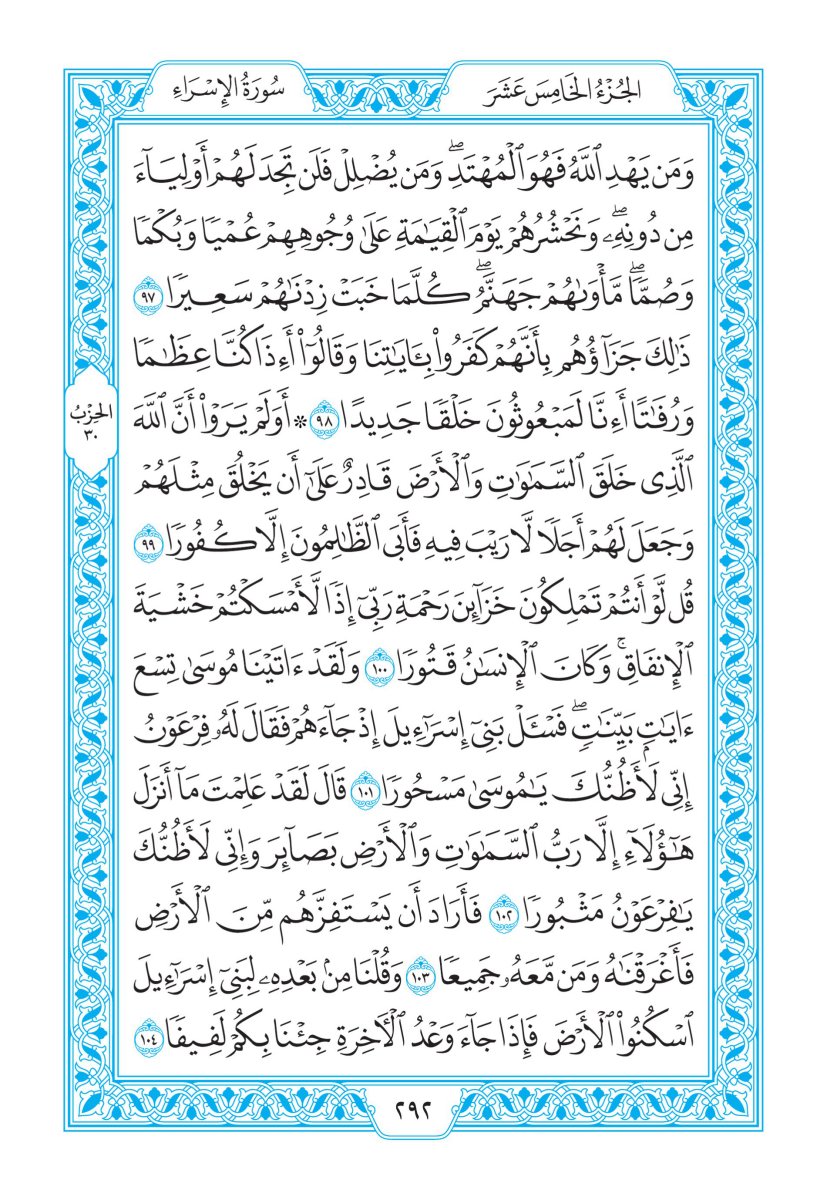 الجُزْءُ الخَامِسَ عَشَرَ
سُورَةُ الإِسْرَاءِ
وَمَن يَهْدِ ٱللَّهُ فَهُوَ ٱلْمُهْتَدِۖ وَمَن يُضْلِلْ فَلَن تَجِدَ لَهُمْ أَوْلِيَآءَ
مِن دُونِهِۦۖ وَنَحْشُرُهُمْ يَوْمَ ٱلْقِيَٰمَةِ عَلَىٰ وُجُوهِهِمْ عُمْيًا وَبُكْمًا
وَصُمًّاۖ مَّأْوَىٰهُمْ جَهَنَّمُۖ كُلَّمَا خَبَتْ زِدْنَٰهُمْ سَعِيرًا ٩٧
ذَٰلِكَ جَزَآؤُهُم بِأَنَّهُمْ كَفَرُوا۟ بِـَٔايَٰتِنَا وَقَالُوٓا۟ أَءِذَا كُنَّا عِظَٰمًا
وَرُفَٰتًا أَءِنَّا لَمَبْعُوثُونَ خَلْقًا جَدِيدًا ٩٨ * أَوَلَمْ يَرَوْا۟ أَنَّ ٱللَّهَ
ٱلَّذِى خَلَقَ ٱلسَّمَٰوَٰتِ وَٱلْأَرْضَ قَادِرٌ عَلَىٰٓ أَن يَخْلُقَ مِثْلَهُمْ
وَجَعَلَ لَهُمْ أَجَلًا لَّا رَيْبَ فِيهِ فَأَبَى ٱلظَّٰلِمُونَ إِلَّا كُفُورًا ٩٩
قُل لَّوْ أَنتُمْ تَمْلِكُونَ خَزَآئِنَ رَحْمَةِ رَبِّىٓ إِذًا لَّأَمْسَكْتُمْ خَشْيَةَ
ٱلْإِنفَاقِۚ وَكَانَ ٱلْإِنسَٰنُ قَتُورًا ١٠٠ وَلَقَدْ ءَاتَيْنَا مُوسَىٰ تِسْعَ
ءَايَٰتٍۭ بَيِّنَٰتٍۖ فَسْـَٔلْ بَنِىٓ إِسْرَٰٓءِيلَ إِذْ جَآءَهُمْ فَقَالَ لَهُۥ فِرْعَوْنُ
إِنِّى لَأَظُنُّكَ يَٰمُوسَىٰ مَسْحُورًا ١٠١ قَالَ لَقَدْ عَلِمْتَ مَآ أَنزَلَ
هَٰٓؤُلَآءِ إِلَّا رَبُّ ٱلسَّمَٰوَٰتِ وَٱلْأَرْضِ بَصَآئِرَ وَإِنِّى لَأَظُنُّكَ
يَٰفِرْعَوْنُ مَثْبُورًا ١٠٢ فَأَرَادَ أَن يَسْتَفِزَّهُم مِّنَ ٱلْأَرْضِ
فَأَغْرَقْنَٰهُ وَمَن مَّعَهُۥ جَمِيعًا ١٠٣ وَقُلْنَا مِنۢ بَعْدِهِۦ لِبَنِىٓ إِسْرَٰٓءِيلَ
ٱسْكُنُوا۟ ٱلْأَرْضَ فَإِذَا جَآءَ وَعْدُ ٱلْـَٔاخِرَةِ جِئْنَا بِكُمْ لَفِيفًا ١٠٤
الحِزْبُ
٣٠
٢٩٢